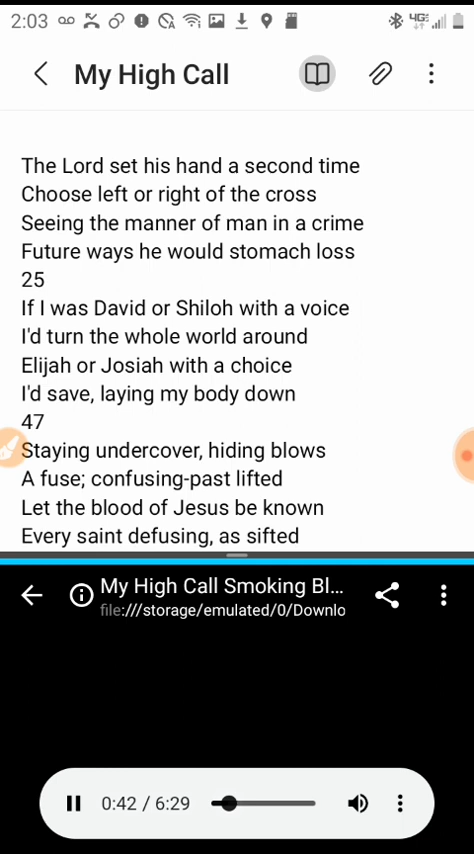 2:03
4G
My High Call
The Lord set his hand a second time
Choose left or right of the cross
Seeing the manner of man in a crime
Future ways he would stomach loss
25
If I was David or Shiloh with a voice
I'd turn the whole world around
Elijah or Josiah with a choice
I'd save, laying my body down
47
Staying undercover, hiding blows
A fuse; confusing-past lifted
Let the blood of Jesus be known
Every saint defusing, as sifted
My High Call Smoking Bl...
file:///storage/emulated/0/Downlo
0:42 / 6:29